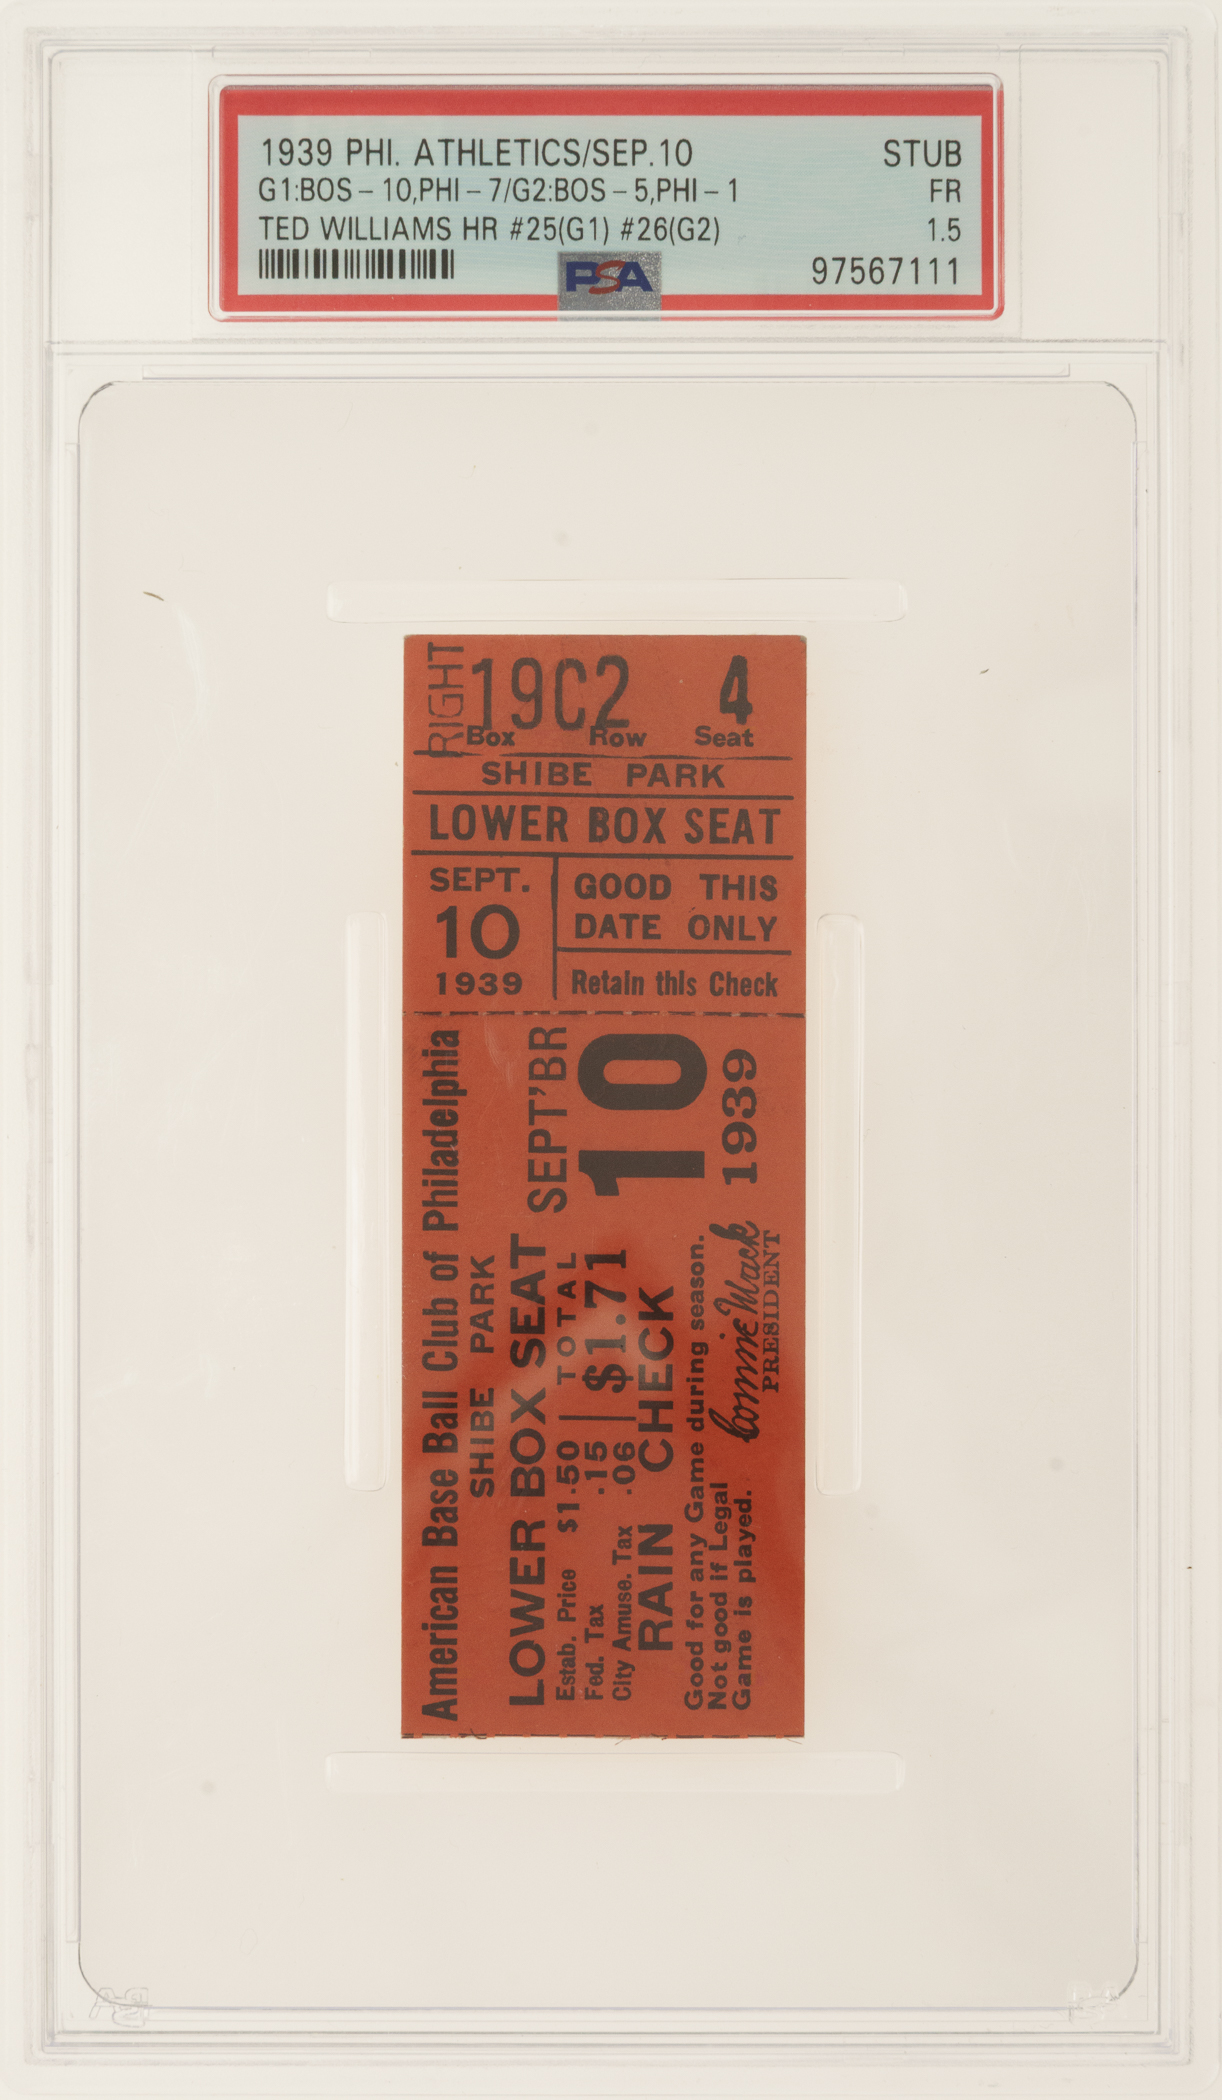 1939 PHI. ATHLETICS/SEP.10 STUB
G1:BOS - 10,PHI - 7/G2:BOS - 5,PHI - 1 FR
TED WILLIAMS HR #25(G1) #26(G2) 1.5
97567111
PSA
RIGHT
19C2 4
Box Row Seat
SHIBE PARK
LOWER BOX SEAT
SEPT.
10
1939
GOOD THIS
DATE ONLY
Retain this Check
American Base Ball Club of Philadelphia
SHIBE PARK
LOWER BOX SEAT
SEPT'BR
10
1939
Estab. Price $1.50
Fed. Tax .15
City Amuse. Tax .06
TOTAL
$1.71
RAIN CHECK
Good for any Game during season.
Not good if Legal
Game is played.
Connie Mack
PRESIDENT